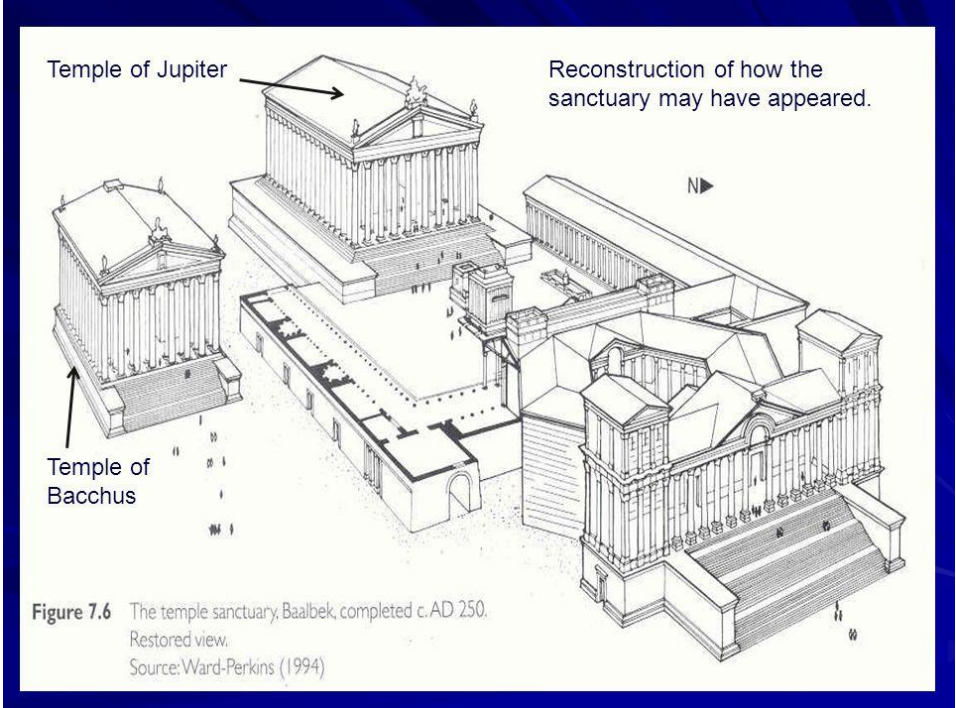 Temple of Jupiter
Reconstruction of how the
sanctuary may have appeared.
N
Temple of
Bacchus
Figure 7.6 The temple sanctuary, Baalbek, completed c. AD 250.
Restored view.
Source: Ward-Perkins (1994)